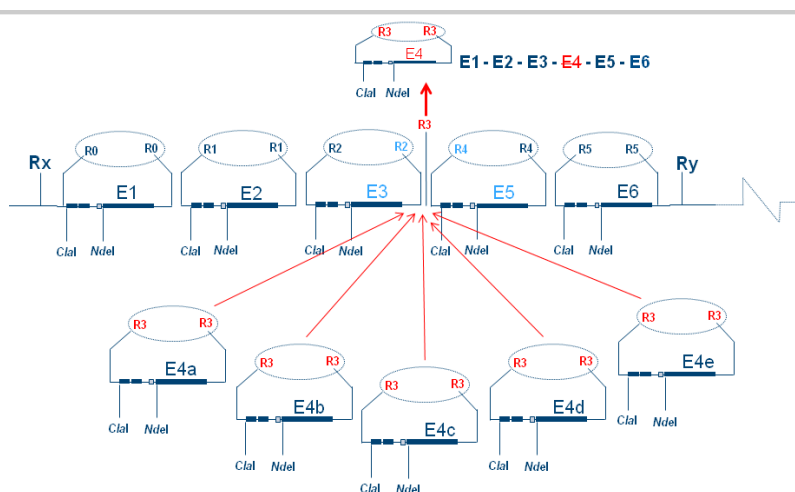 R3 R3
E4
E1 - E2 - E3 - E4 - E5 - E6
ClaI NdeI
R3
Rx R0 R0 R1 R1 R2 R2 R4 R4 R5 R5 Ry
E1 E2 E3 E5 E6
ClaI NdeI ClaI NdeI ClaI NdeI ClaI NdeI ClaI NdeI
R3 R3
E4a
ClaI NdeI
R3 R3
E4b
ClaI NdeI
R3 R3
E4c
ClaI NdeI
R3 R3
E4d
ClaI NdeI
R3 R3
E4e
ClaI NdeI